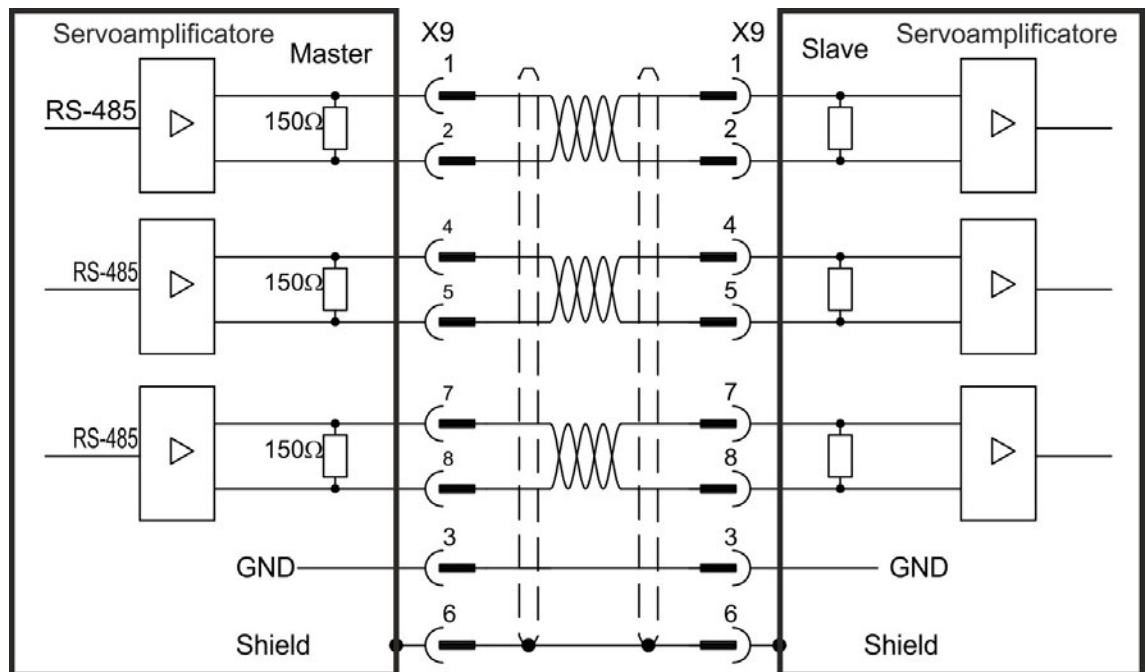 Servoamplificatore
Master
X9
X9
Slave
Servoamplificatore
RS-485
150Ω
1
2
1
2
RS-485
150Ω
4
5
4
5
RS-485
150Ω
7
8
7
8
GND
3
3
GND
Shield
6
6
Shield